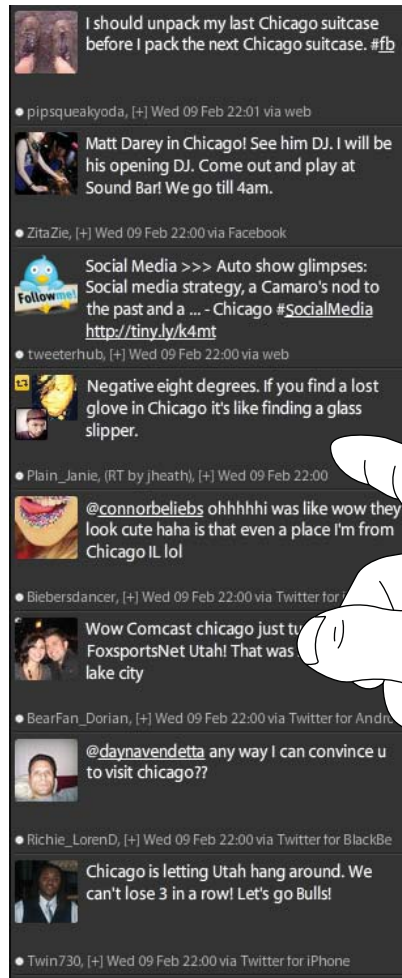 I should unpack my last Chicago suitcase
before I pack the next Chicago suitcase. #fb
pipsqueakyoda, [+] Wed 09 Feb 22:01 via web
Matt Darey in Chicago! See him DJ. I will be
his opening DJ. Come out and play at
Sound Bar! We go till 4am.
ZitaZie, [+] Wed 09 Feb 22:00 via Facebook
Follow me!
Social Media >>> Auto show glimpses:
Social media strategy, a Camaro's nod to
the past and a ... - Chicago #SocialMedia
http://tiny.ly/k4mt
tweeterhub, [+] Wed 09 Feb 22:00 via web
Negative eight degrees. If you find a lost
glove in Chicago it's like finding a glass
slipper.
Plain_Janie, (RT by jheath), [+] Wed 09 Feb 22:00
@connorbeliebs ohhhhhi was like wow they
look cute haha is that even a place I'm from
Chicago IL lol
Biebersdancer, [+] Wed 09 Feb 22:00 via Twitter for
Wow Comcast chicago just
FoxsportsNet Utah! That was
lake city
BearFan_Dorian, [+] Wed 09 Feb 22:00 via Twitter for Andro
@daynavendetta any way I can convince u
to visit chicago??
Richie_LorenD, [+] Wed 09 Feb 22:00 via Twitter for BlackBe
Chicago is letting Utah hang around. We
can't lose 3 in a row! Let's go Bulls!
Twin730, [+] Wed 09 Feb 22:00 via Twitter for iPhone